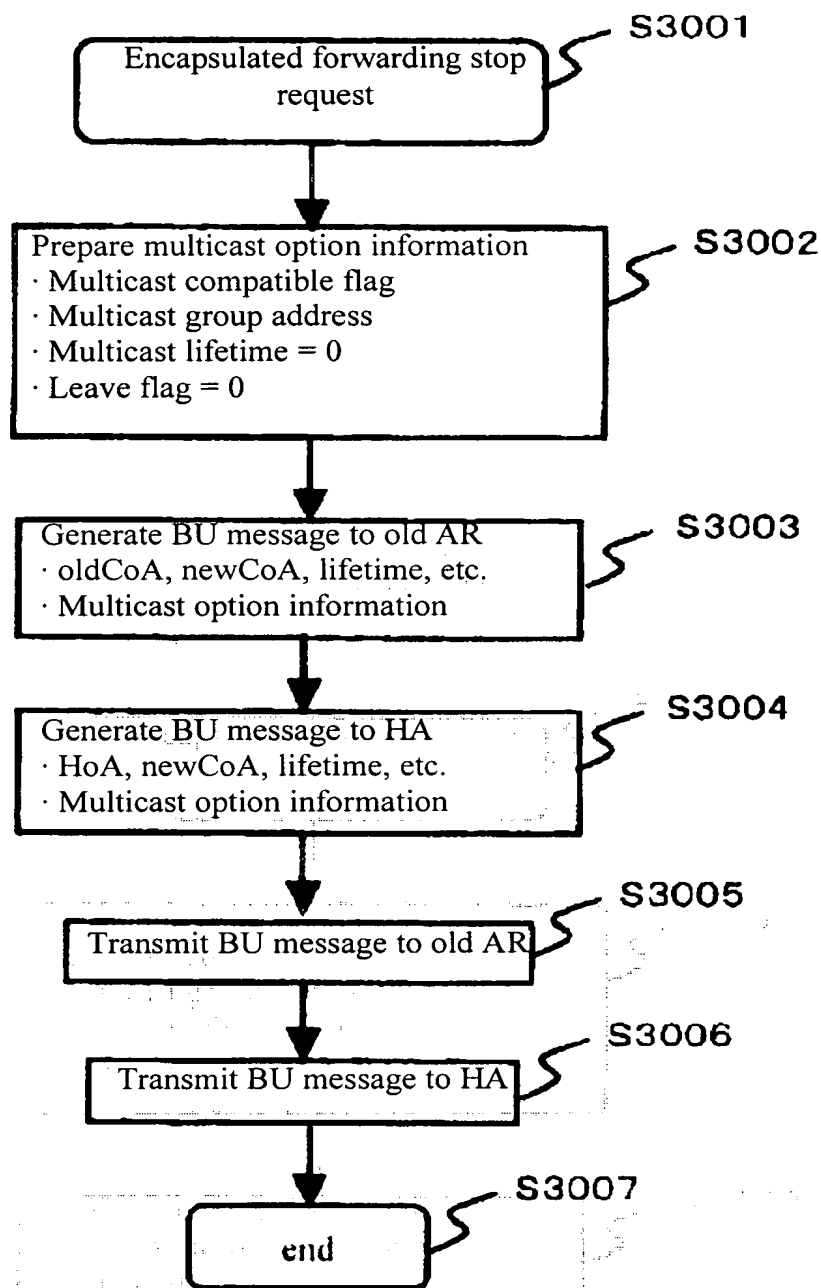 S3001
Encapsulated forwarding stop
request
S3002
Prepare multicast option information
· Multicast compatible flag
· Multicast group address
· Multicast lifetime = 0
· Leave flag = 0
S3003
Generate BU message to old AR
· oldCoA, newCoA, lifetime, etc.
· Multicast option information
S3004
Generate BU message to HA
· HoA, newCoA, lifetime, etc.
· Multicast option information
S3005
Transmit BU message to old AR
S3006
Transmit BU message to HA
S3007
end